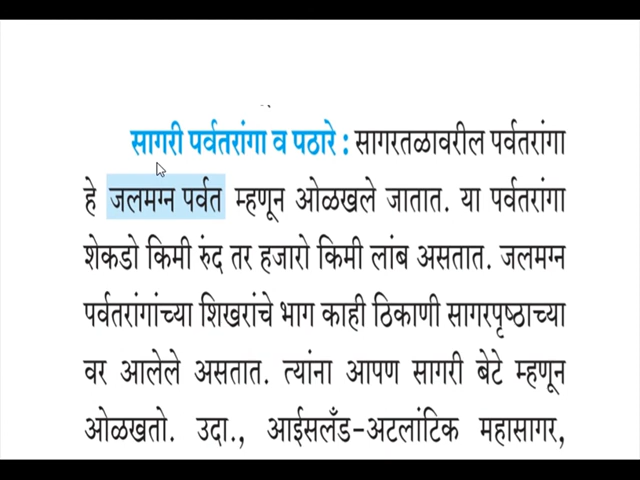 सागरी पर्वतरांगा व पठारे : सागरतळावरील पर्वतरांगा
हे जलमग्न पर्वत म्हणून ओळखले जातात. या पर्वतरांगा
शेकडो किमी रुंद तर हजारो किमी लांब असतात. जलमग्न
पर्वतरांगांच्या शिखरांचे भाग काही ठिकाणी सागरपृष्ठाच्या
वर आलेले असतात. त्यांना आपण सागरी बेटे म्हणून
ओळखतो. उदा., आईसलँड-अटलांटिक महासागर,